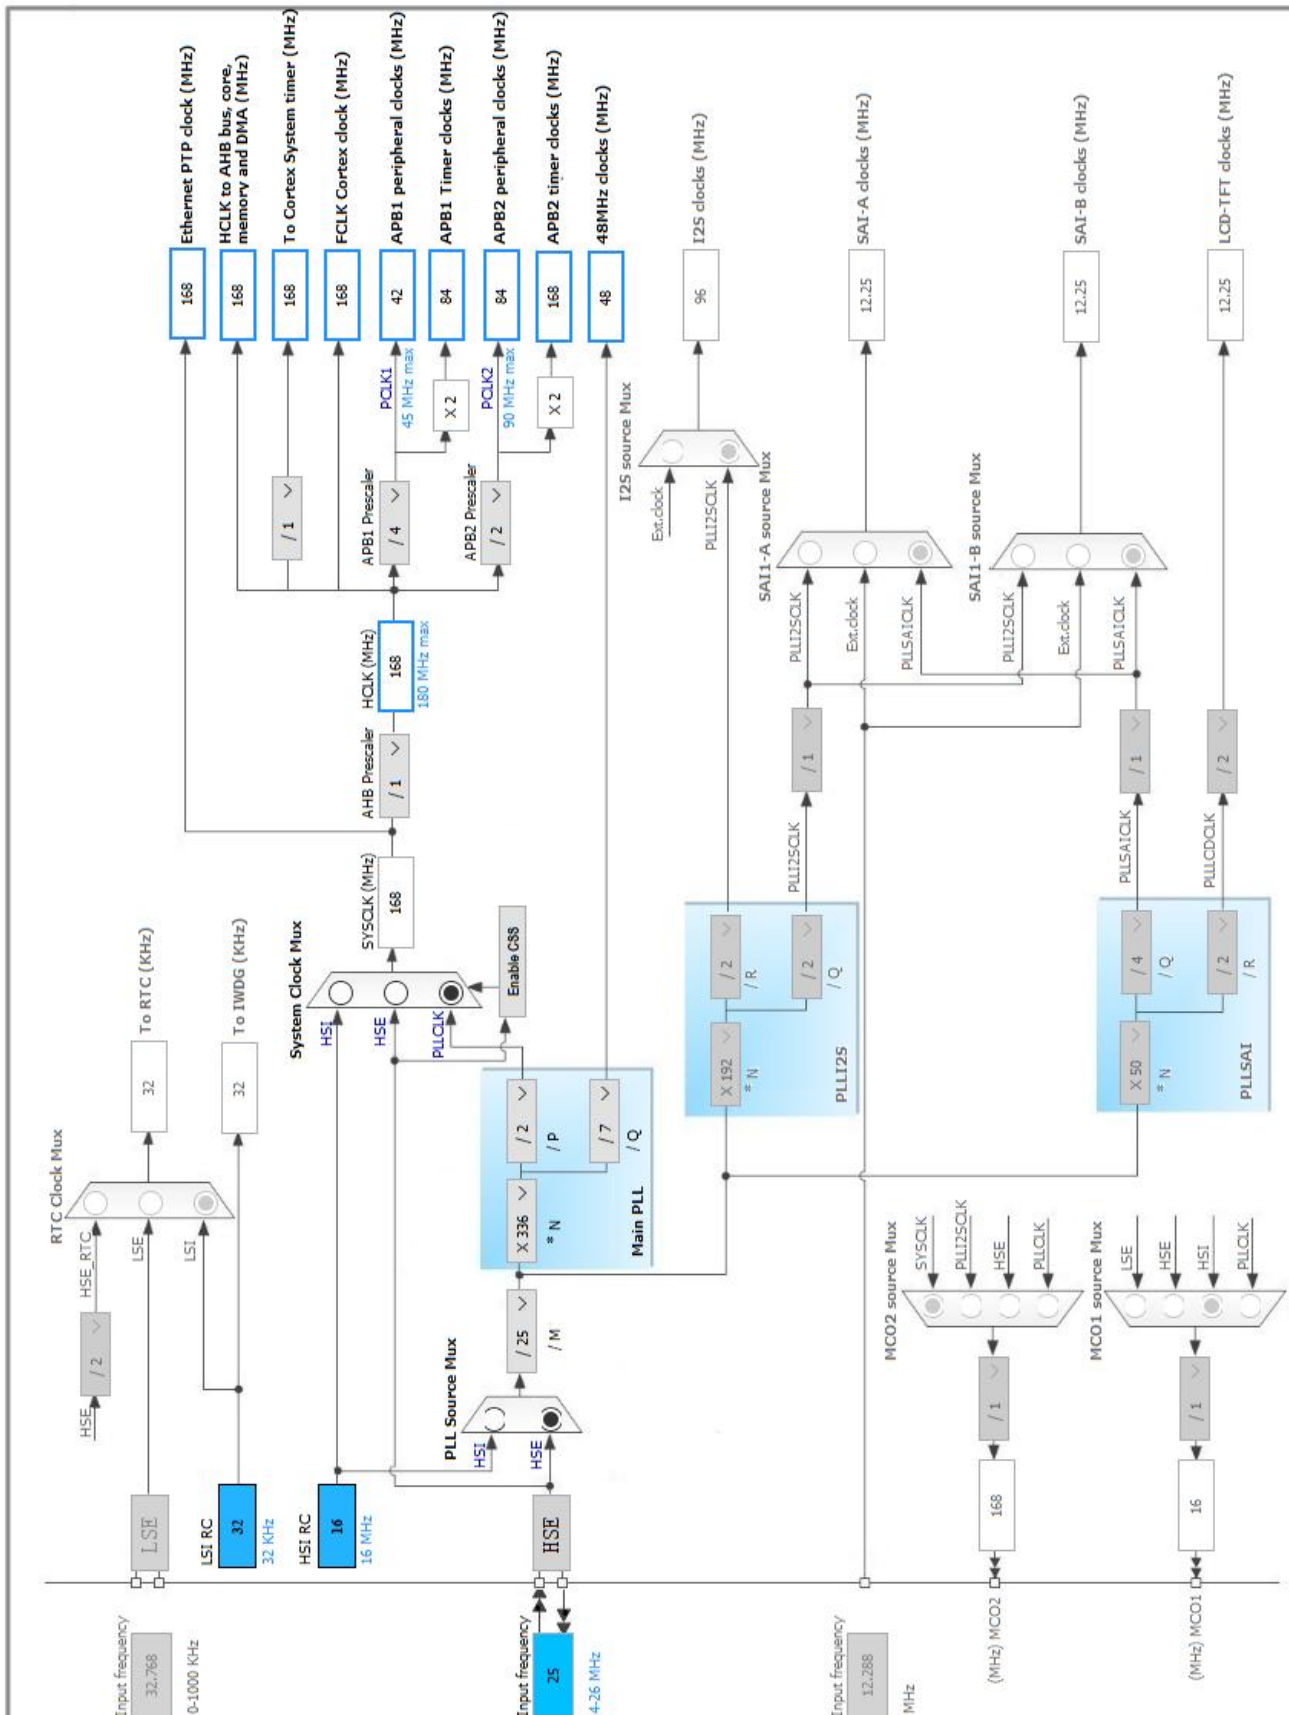 Input frequency
32.768
0-1000 KHz
LSE
HSE
/ 2
HSE_RTC
LSE
LSI
RTC Clock Mux
32
To RTC (KHz)
LSI RC
32
32 KHz
32
To IWDG (KHz)
HSI RC
16
16 MHz
Input frequency
25
4-26 MHz
HSE
PLL Source Mux
HSI
HSE
/ 25
/ M
Main PLL
X 336
* N
/ 2
/ P
/ 7
/ Q
System Clock Mux
HSI
HSE
PLLCLK
Enable CSS
SYSCLK (MHz)
168
AHB Prescaler
/ 1
HCLK (MHz)
168
180 MHz max
/ 1
APB1 Prescaler
/ 4
PCLK1
45 MHz max
X 2
APB2 Prescaler
/ 2
PCLK2
90 MHz max
X 2
168
Ethernet PTP clock (MHz)
168
HCLK to AHB bus, core,
memory and DMA (MHz)
168
To Cortex System timer (MHz)
168
FCLK Cortex clock (MHz)
42
APB1 peripheral clocks (MHz)
84
APB1 Timer clocks (MHz)
84
APB2 peripheral clocks (MHz)
168
APB2 timer clocks (MHz)
48
48MHz clocks (MHz)
PLLI2S
X 192
* N
/ 2
/ R
/ 2
/ Q
PLLI2SCLK
/ 1
I2S source Mux
Ext.clock
PLLI2SCLK
96
I2S clocks (MHz)
SAI1-A source Mux
PLLI2SCLK
Ext.clock
PLLSAICLK
12.25
SAI-A clocks (MHz)
SAI1-B source Mux
PLLI2SCLK
Ext.clock
PLLSAICLK
12.25
SAI-B clocks (MHz)
PLLSAI
X 50
* N
/ 4
/ Q
/ 2
/ R
PLLSAICLK
/ 1
PLLLCDCLK
/ 2
12.25
LCD-TFT clocks (MHz)
Input frequency
12.288
MHz
MCO2 source Mux
SYSCLK
PLLI2SCLK
HSE
PLLCLK
/ 1
168
(MHz) MCO2
MCO1 source Mux
LSE
HSE
HSI
PLLCLK
/ 1
16
(MHz) MCO1